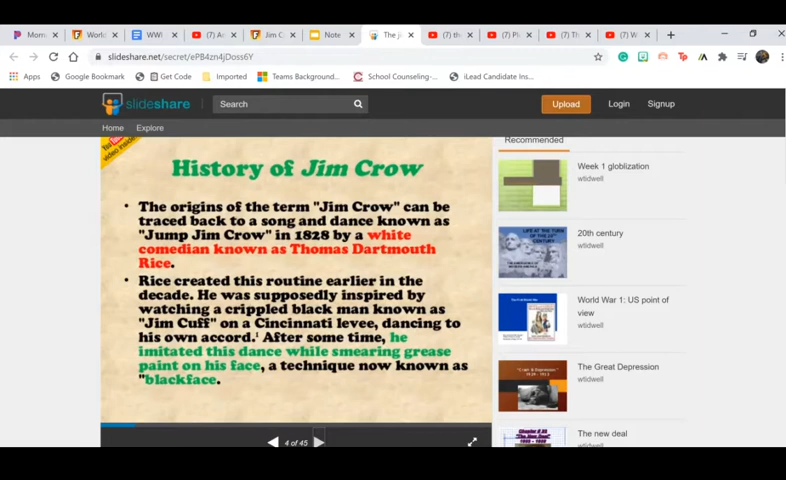 Morn
World
WWI
(7) A
Jim C
Note
The ji
(7) th
(7) Pl
(7) Th
(7) W
slideshare.net/secret/ePB4zn4jDoss6Y
Apps
Google Bookmark
Get Code
Imported
Teams Background...
School Counseling-...
iLead Candidate Ins...
slideshare
Search
Upload
Login
Signup
Home
Explore
video inside
History of Jim Crow
• The origins of the term "Jim Crow" can be
traced back to a song and dance known as
"Jump Jim Crow" in 1828 by a white
comedian known as Thomas Dartmouth
Rice.
• Rice created this routine earlier in the
decade. He was supposedly inspired by
watching a crippled black man known as
"Jim Cuff" on a Cincinnati levee, dancing to
his own accord.¹ After some time, he
imitated this dance while smearing grease
paint on his face, a technique now known as
"blackface.
4 of 45
Recommended
Week 1 globlization
wtidwell
20th century
wtidwell
World War 1: US point of
view
wtidwell
The Great Depression
wtidwell
The new deal
wtidwell